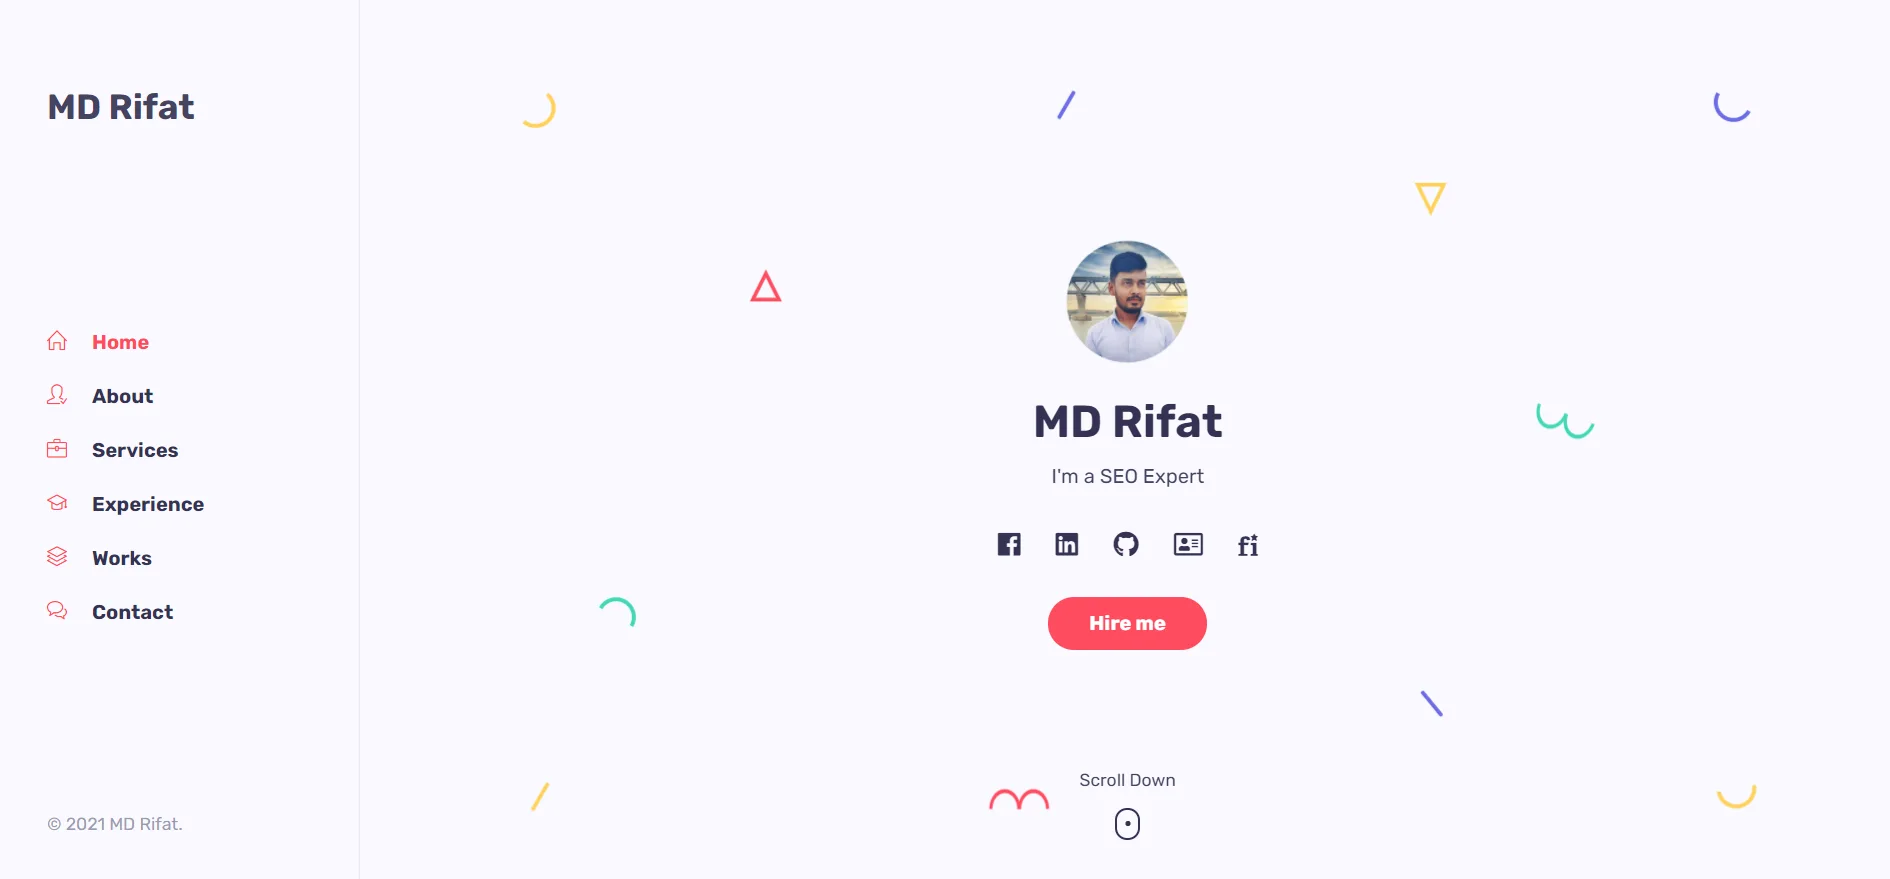 MD Rifat
Home
About
Services
Experience
Works
Contact
© 2021 MD Rifat.
MD Rifat
I'm a SEO Expert
fi
Hire me
Scroll Down